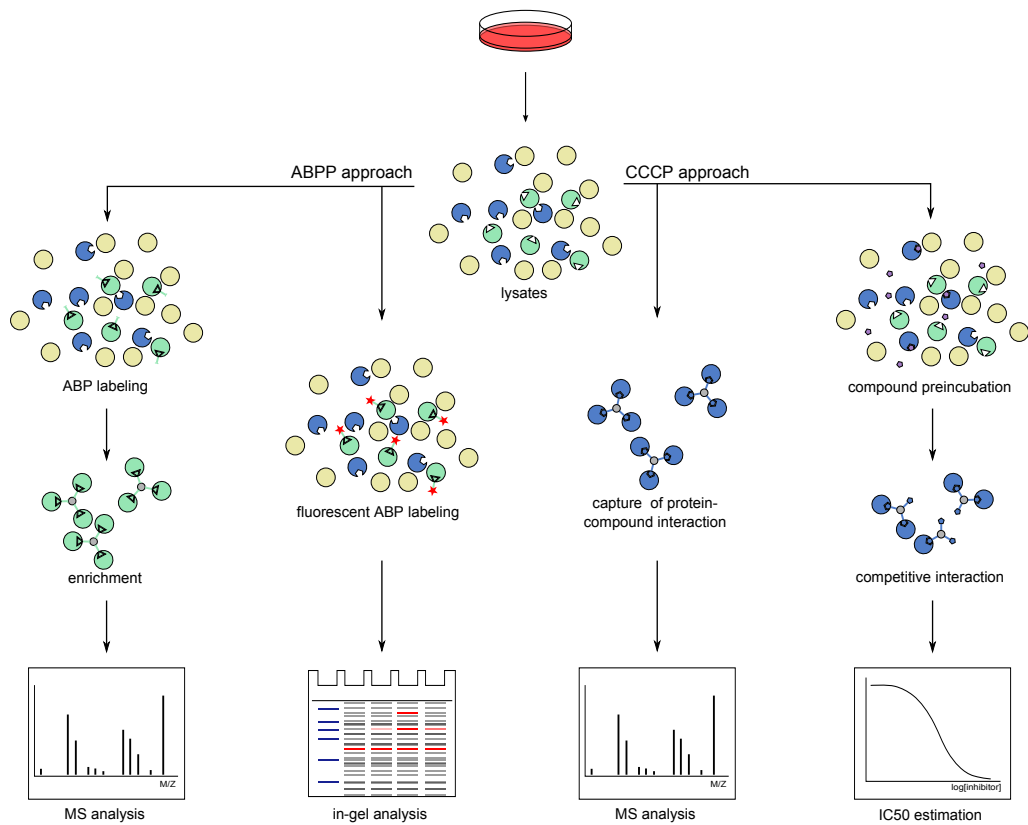 ABPP approach
CCCP approach
lysates
ABP labeling
compound preincubation
fluorescent ABP labeling
capture of protein-
compound interaction
enrichment
competitive interaction
M/Z
M/Z
log[inhibitor]
MS analysis
in-gel analysis
MS analysis
IC50 estimation